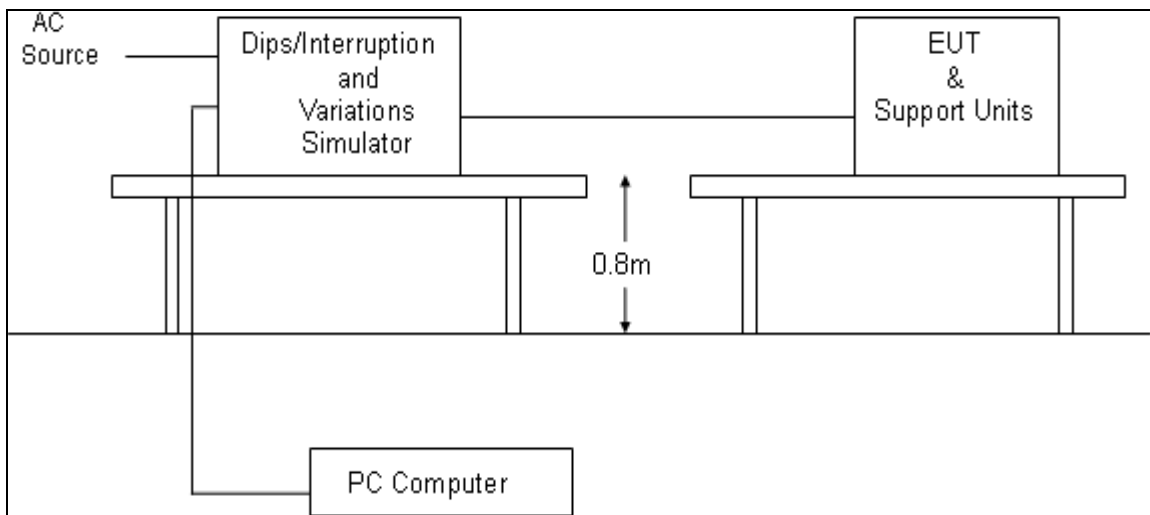 AC
Source
Dips/Interruption
and
Variations
Simulator
EUT
&
Support Units
0.8m
PC Computer